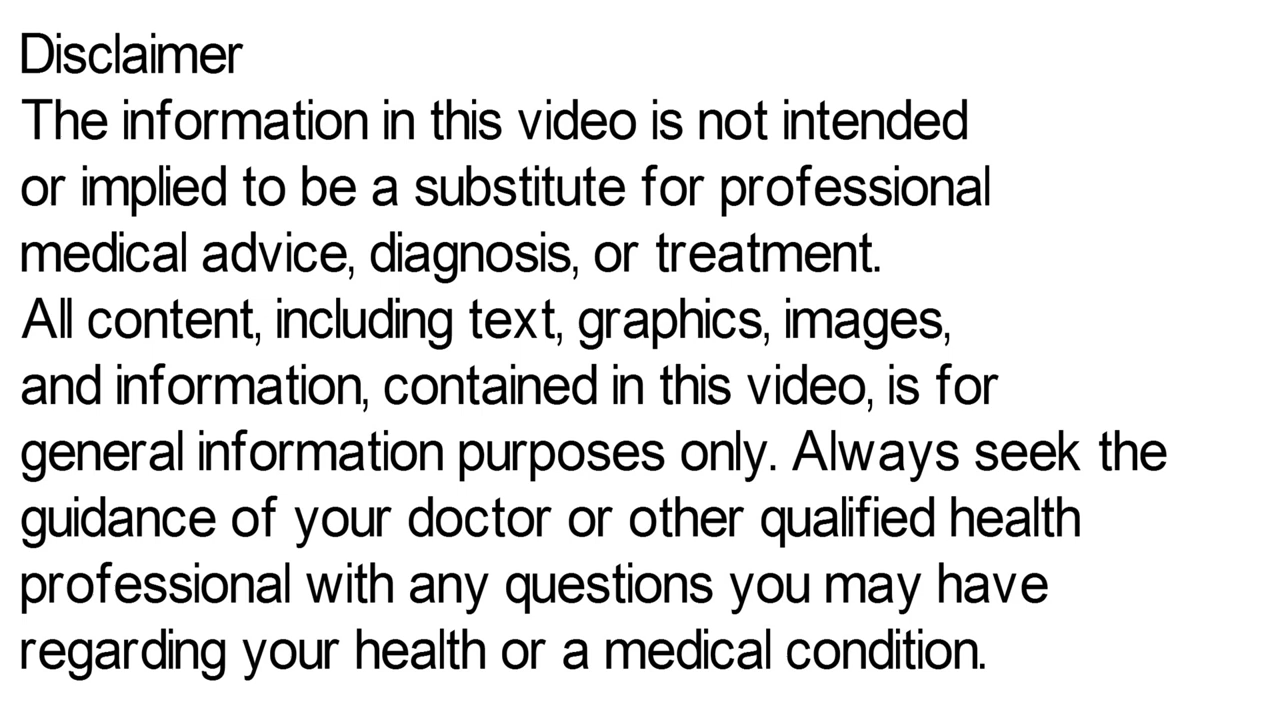 Disclaimer
The information in this video is not intended
or implied to be a substitute for professional
medical advice, diagnosis, or treatment.
All content, including text, graphics, images,
and information, contained in this video, is for
general information purposes only. Always seek the
guidance of your doctor or other qualified health
professional with any questions you may have
regarding your health or a medical condition.